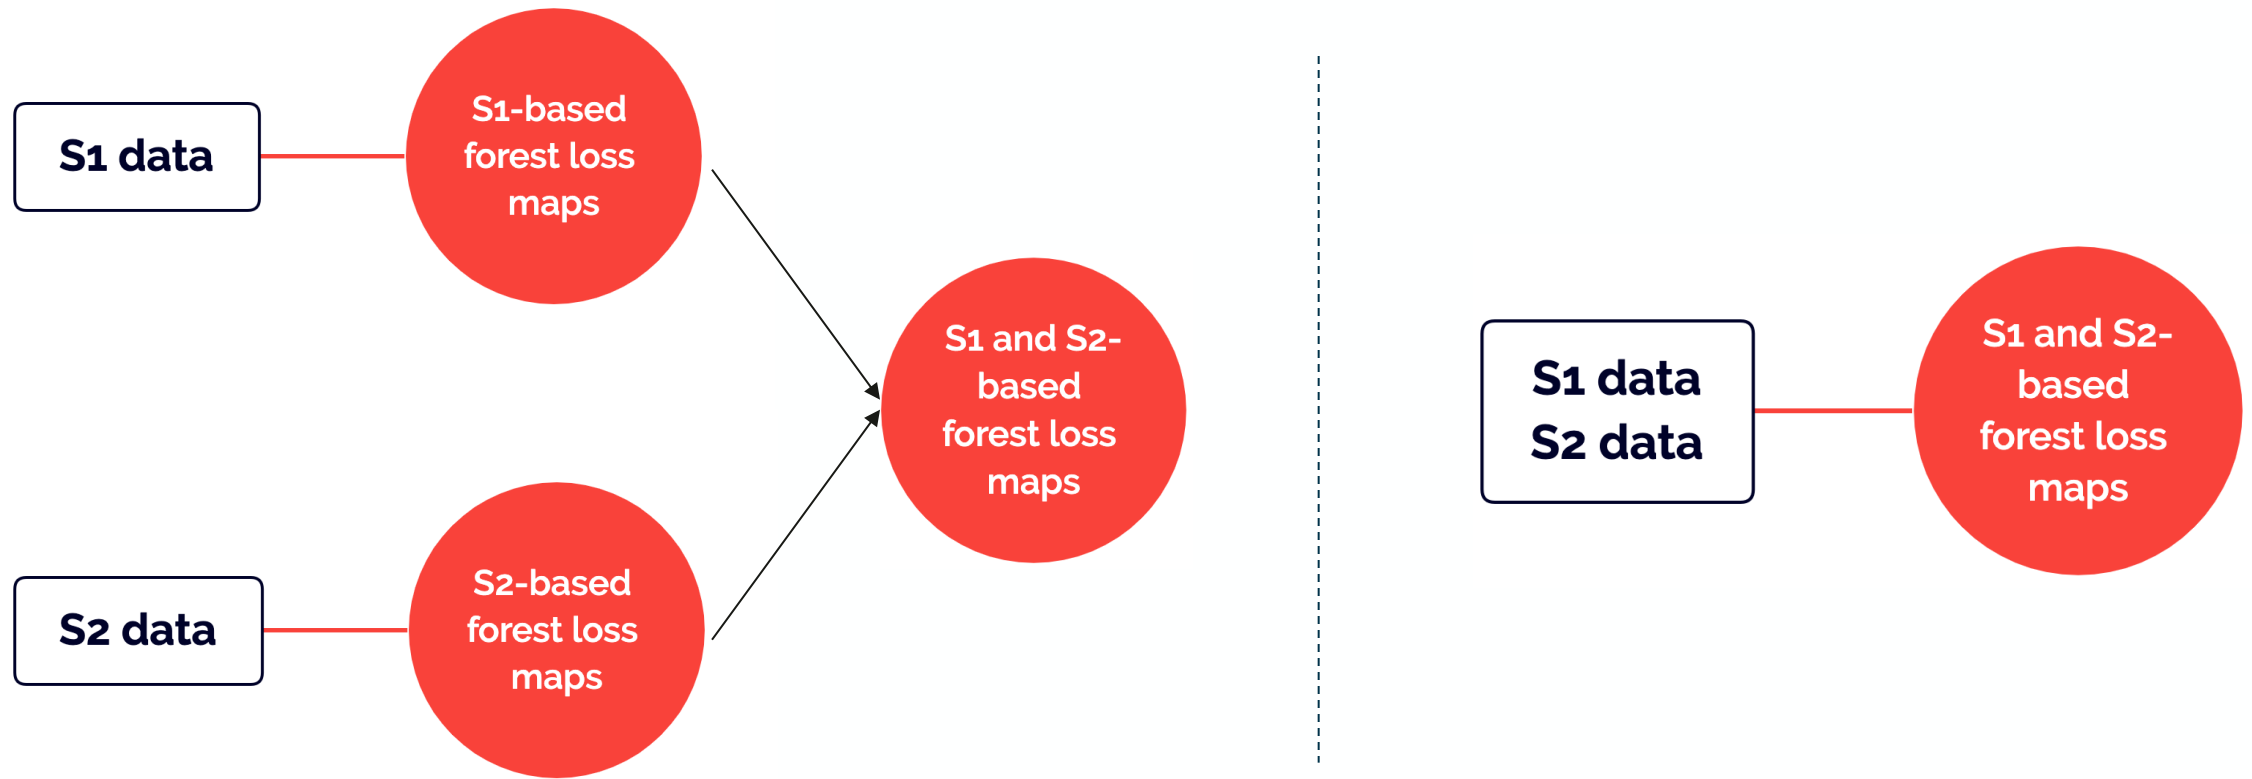 S1 data
S1-based
forest loss
maps
S2 data
S2-based
forest loss
maps
S1 and S2-
based
forest loss
maps
S1 data
S2 data
S1 and S2-
based
forest loss
maps